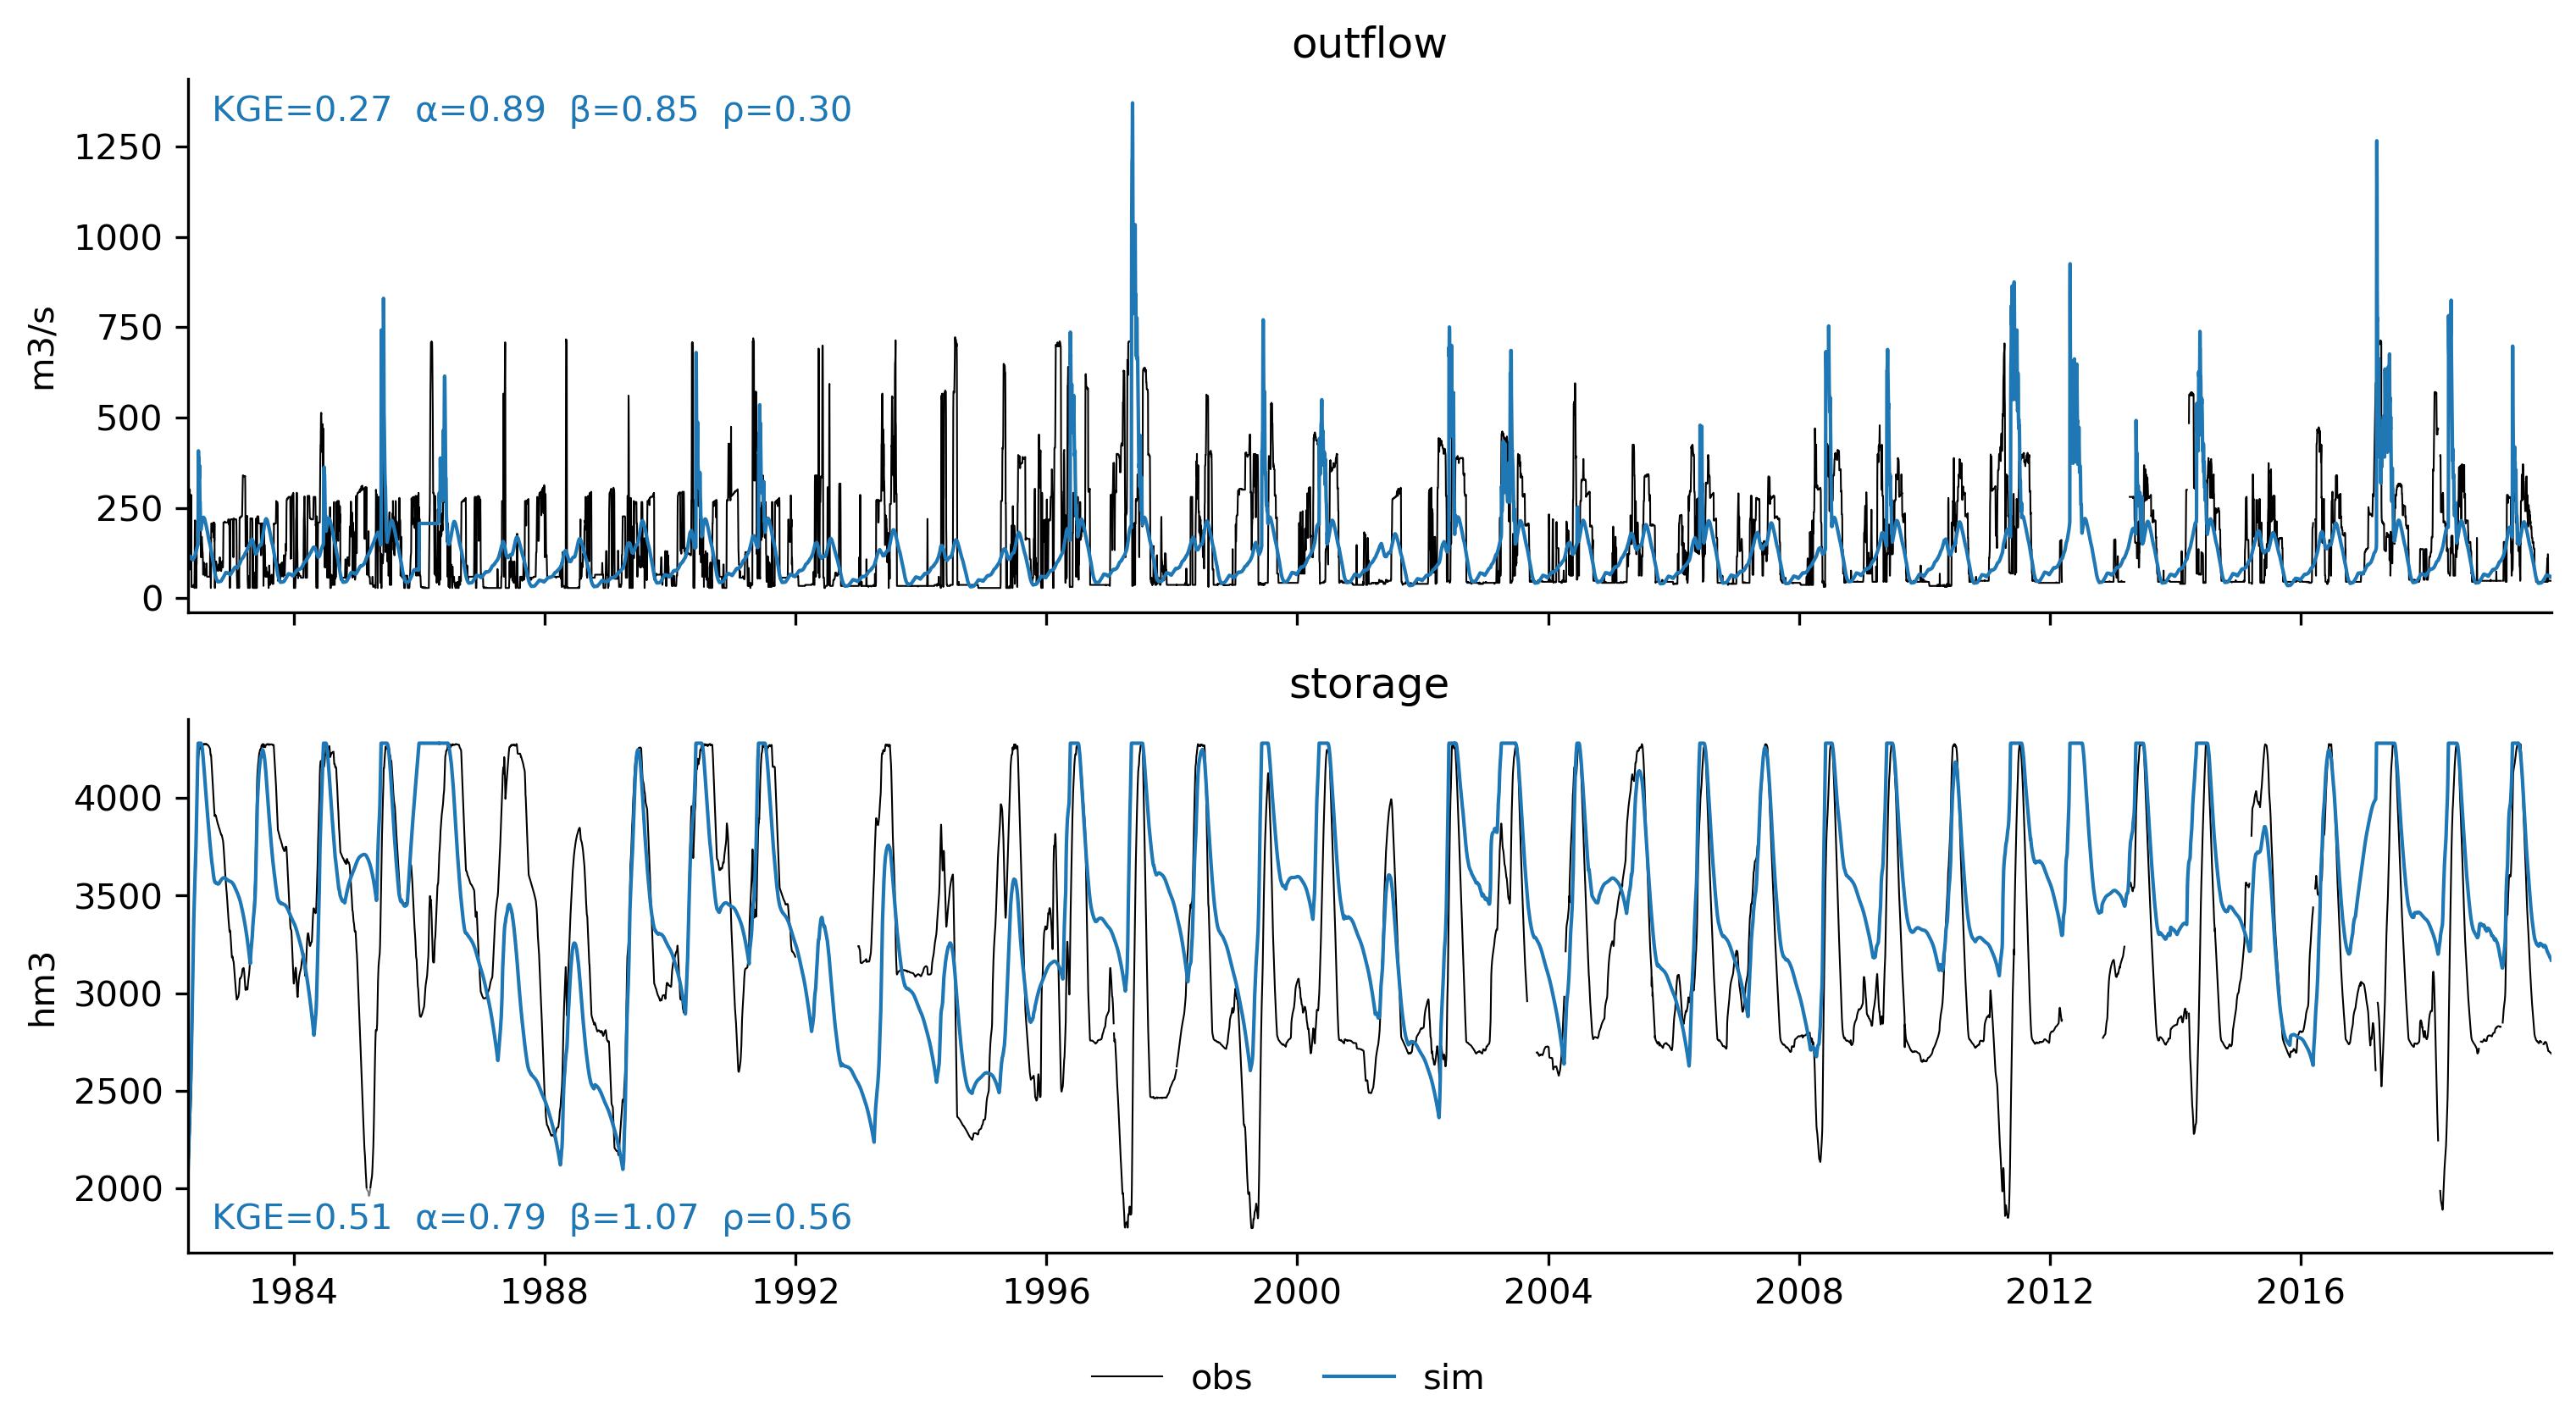 outflow
KGE=0.27 α=0.89 β=0.85 ρ=0.30
m3/s
1250
1000
750
500
250
0
storage
hm3
4000
3500
3000
2500
2000
KGE=0.51 α=0.79 β=1.07 ρ=0.56
1984 1988 1992 1996 2000 2004 2008 2012 2016
obs sim